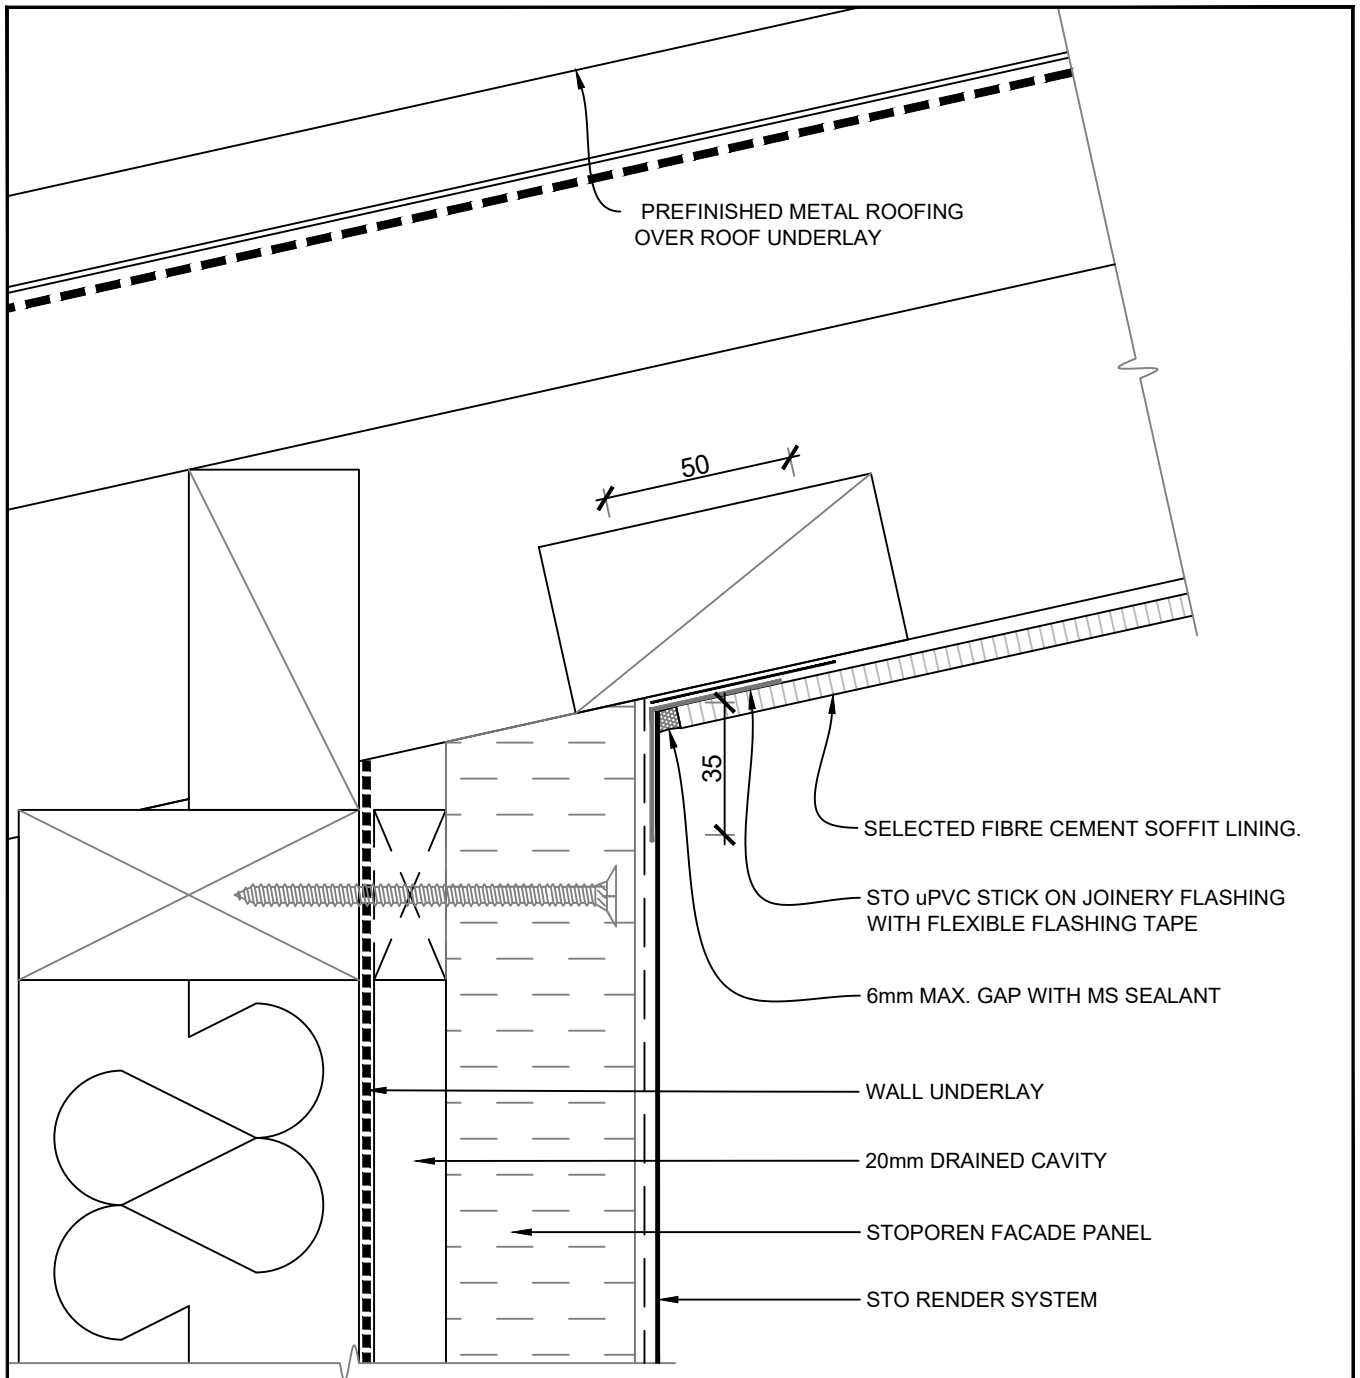 PREFINISHED METAL ROOFING
OVER ROOF UNDERLAY
50
35
SELECTED FIBRE CEMENT SOFFIT LINING.
STO uPVC STICK ON JOINERY FLASHING
WITH FLEXIBLE FLASHING TAPE
6mm MAX. GAP WITH MS SEALANT
WALL UNDERLAY
20mm DRAINED CAVITY
STOPOREN FACADE PANEL
STO RENDER SYSTEM